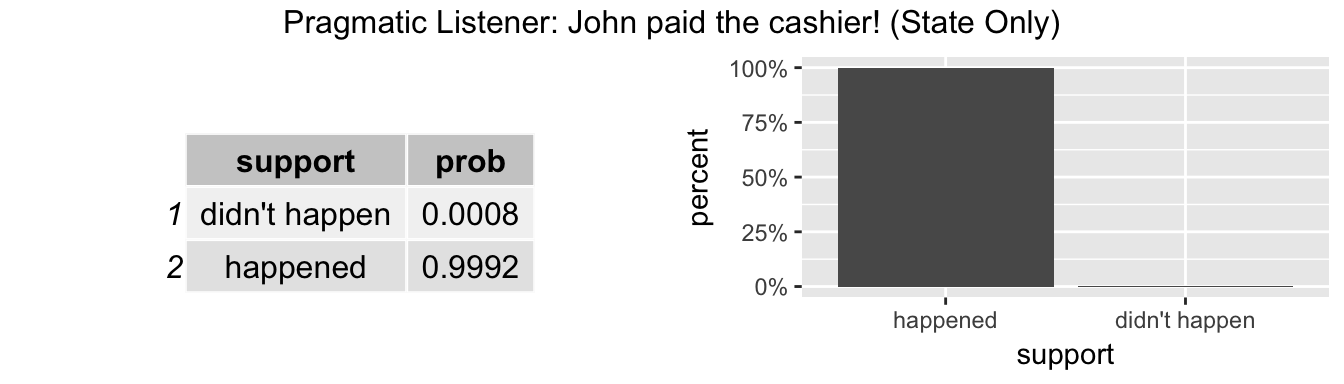 Pragmatic Listener: John paid the cashier! (State Only)
support prob
1 didn't happen 0.0008
2 happened 0.9992
percent
100%
75%
50%
25%
0%
happened didn't happen
support